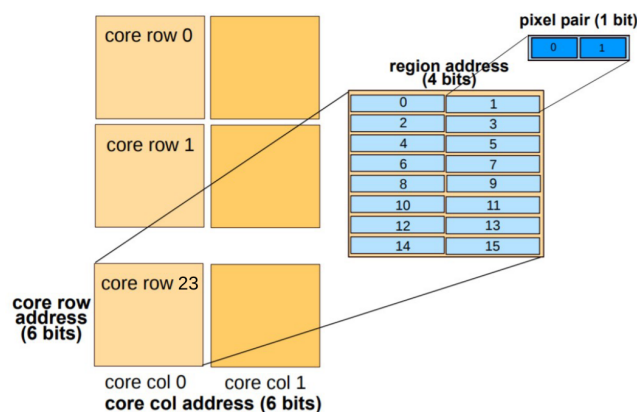 pixel pair (1 bit)
0 1
core row 0
region address
(4 bits)
0 1
2 3
4 5
6 7
8 9
10 11
12 13
14 15
core row 1
core row 23
core row
address
(6 bits)
core col 0 core col 1
core col address (6 bits)